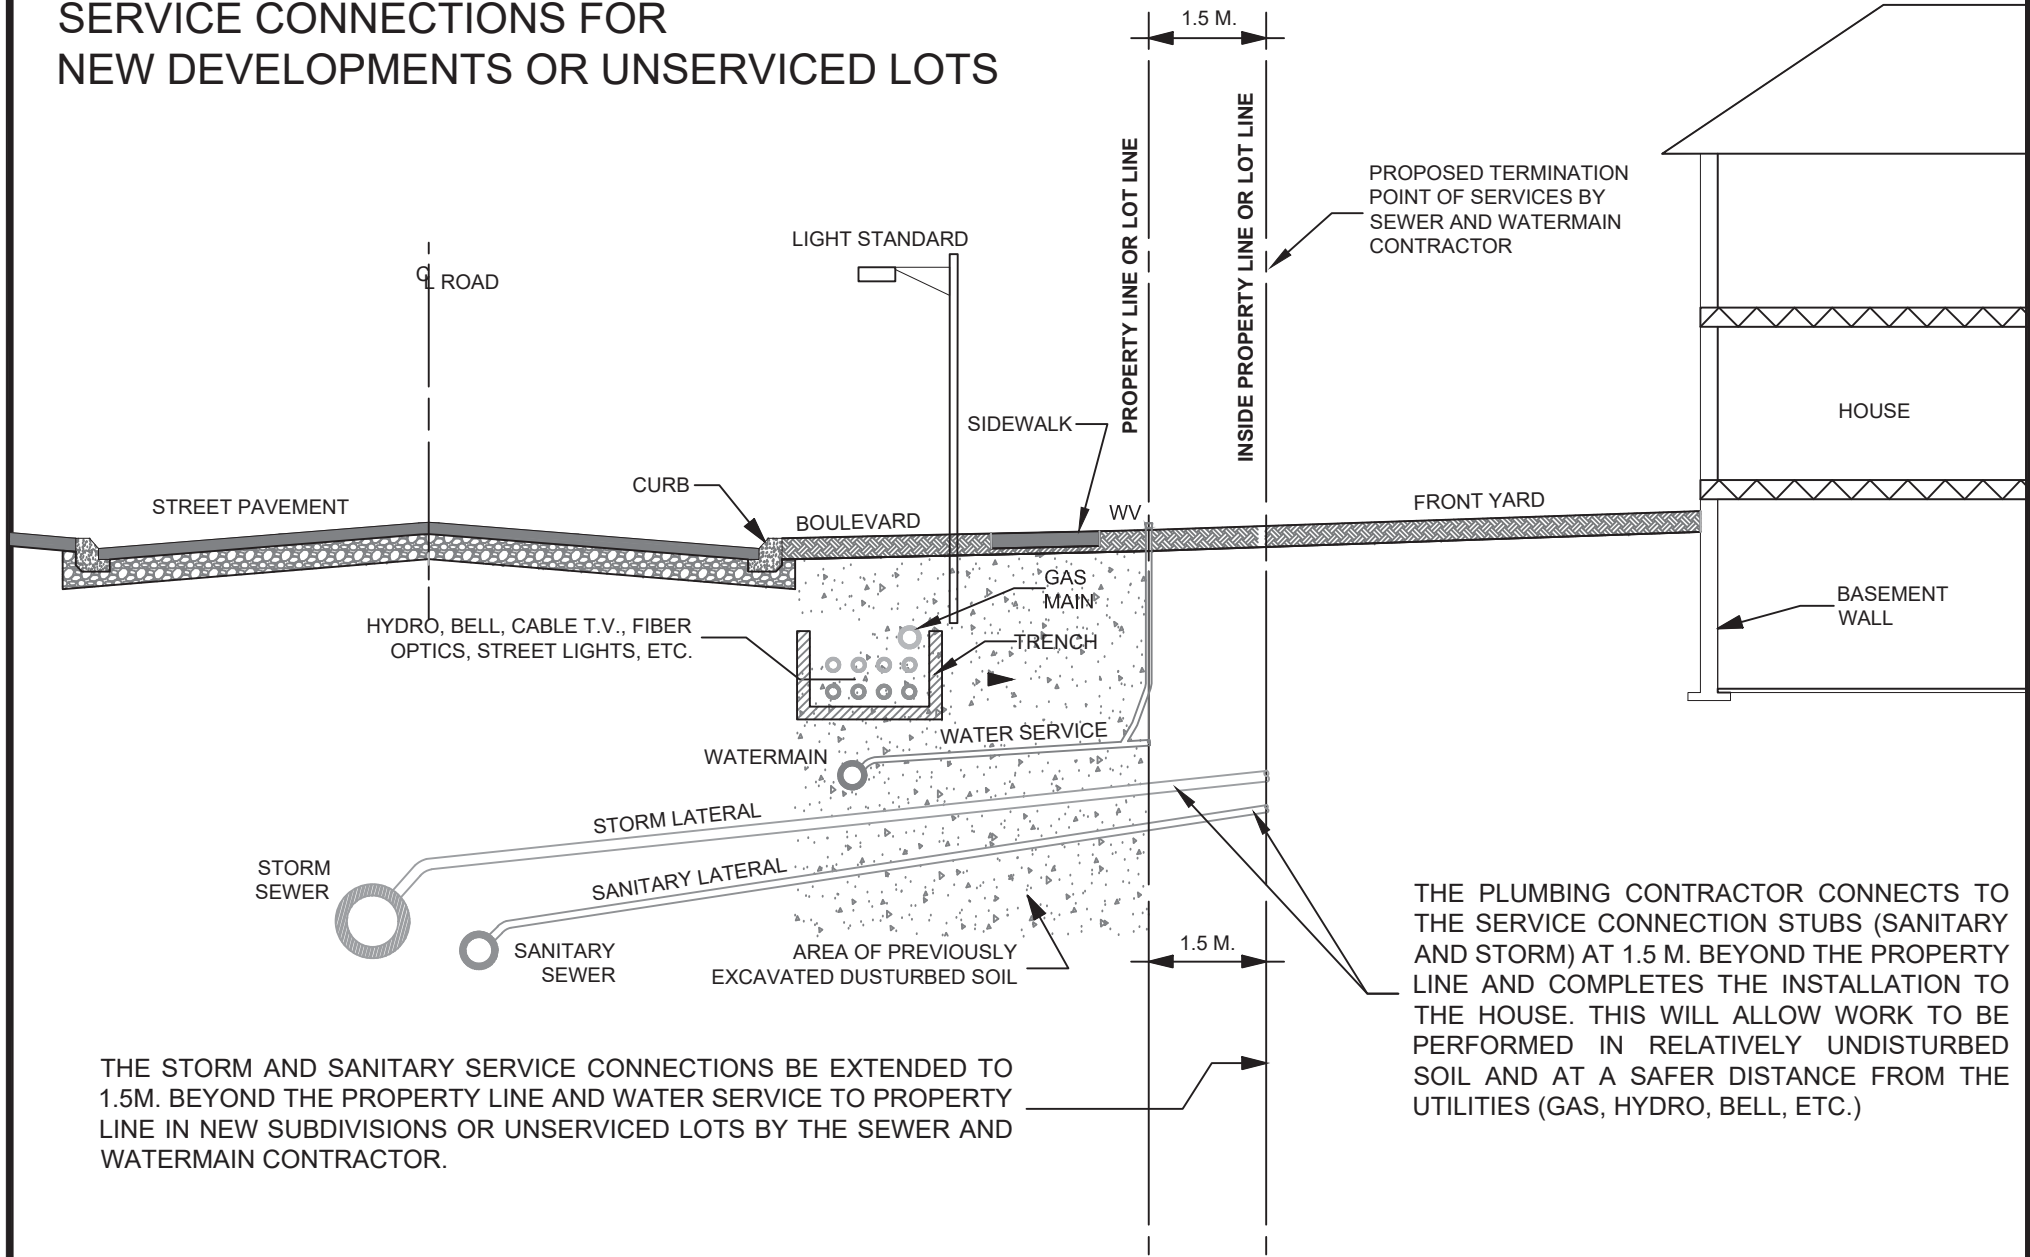 SERVICE CONNECTIONS FOR
NEW DEVELOPMENTS OR UNSERVICED LOTS
1.5 M.
PROPERTY LINE OR LOT LINE
INSIDE PROPERTY LINE OR LOT LINE
PROPOSED TERMINATION
POINT OF SERVICES BY
SEWER AND WATERMAIN
CONTRACTOR
LIGHT STANDARD
CL ROAD
SIDEWALK
HOUSE
CURB
STREET PAVEMENT
BOULEVARD
WV
FRONT YARD
GAS
MAIN
BASEMENT
WALL
HYDRO, BELL, CABLE T.V., FIBER
OPTICS, STREET LIGHTS, ETC.
TRENCH
WATER SERVICE
WATERMAIN
STORM LATERAL
STORM
SEWER
SANITARY LATERAL
SANITARY
SEWER
AREA OF PREVIOUSLY
EXCAVATED DUSTURBED SOIL
1.5 M.
THE PLUMBING CONTRACTOR CONNECTS TO
THE SERVICE CONNECTION STUBS (SANITARY
AND STORM) AT 1.5 M. BEYOND THE PROPERTY
LINE AND COMPLETES THE INSTALLATION TO
THE HOUSE. THIS WILL ALLOW WORK TO BE
PERFORMED IN RELATIVELY UNDISTURBED
SOIL AND AT A SAFER DISTANCE FROM THE
UTILITIES (GAS, HYDRO, BELL, ETC.)
THE STORM AND SANITARY SERVICE CONNECTIONS BE EXTENDED TO
1.5M. BEYOND THE PROPERTY LINE AND WATER SERVICE TO PROPERTY
LINE IN NEW SUBDIVISIONS OR UNSERVICED LOTS BY THE SEWER AND
WATERMAIN CONTRACTOR.